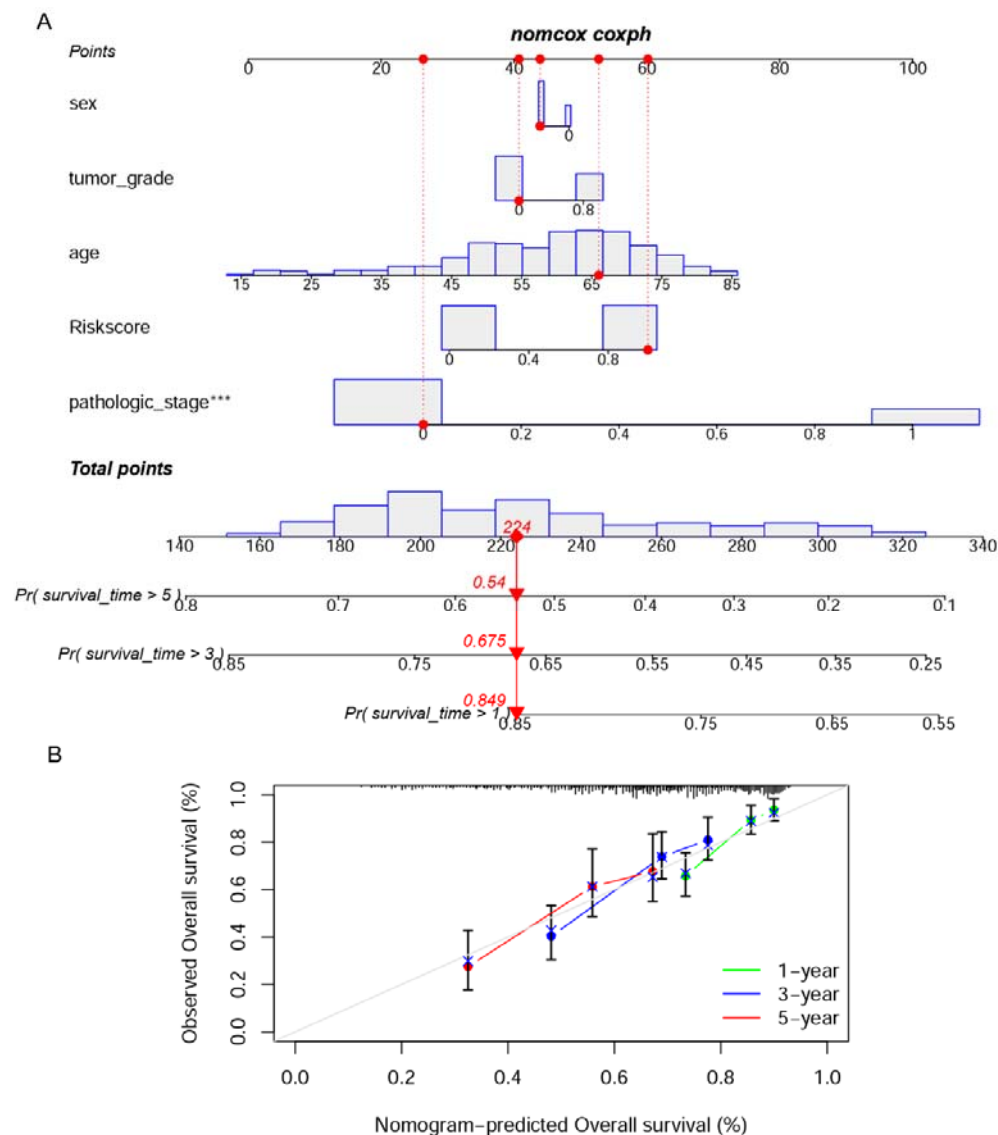 A
nomcox coxph
Points
0 20 40 60 80 100
sex
0
tumor_grade
0 0.8
age
15 25 35 45 55 65 75 85
Riskscore
0 0.4 0.8
pathologic_stage***
0 0.2 0.4 0.6 0.8 1
Total points
224
140 160 180 200 220 240 260 280 300 320 340
0.54
Pr( survival_time > 5 )
0.8 0.7 0.6 0.5 0.4 0.3 0.2 0.1
0.675
Pr( survival_time > 3 )
0.85 0.75 0.65 0.55 0.45 0.35 0.25
0.849
Pr( survival_time > 1 )
0.85 0.75 0.65 0.55
B
Observed Overall survival (%)
1.0
0.8
0.6
0.4
0.2
0.0
1-year
3-year
5-year
0.0 0.2 0.4 0.6 0.8 1.0
Nomogram-predicted Overall survival (%)